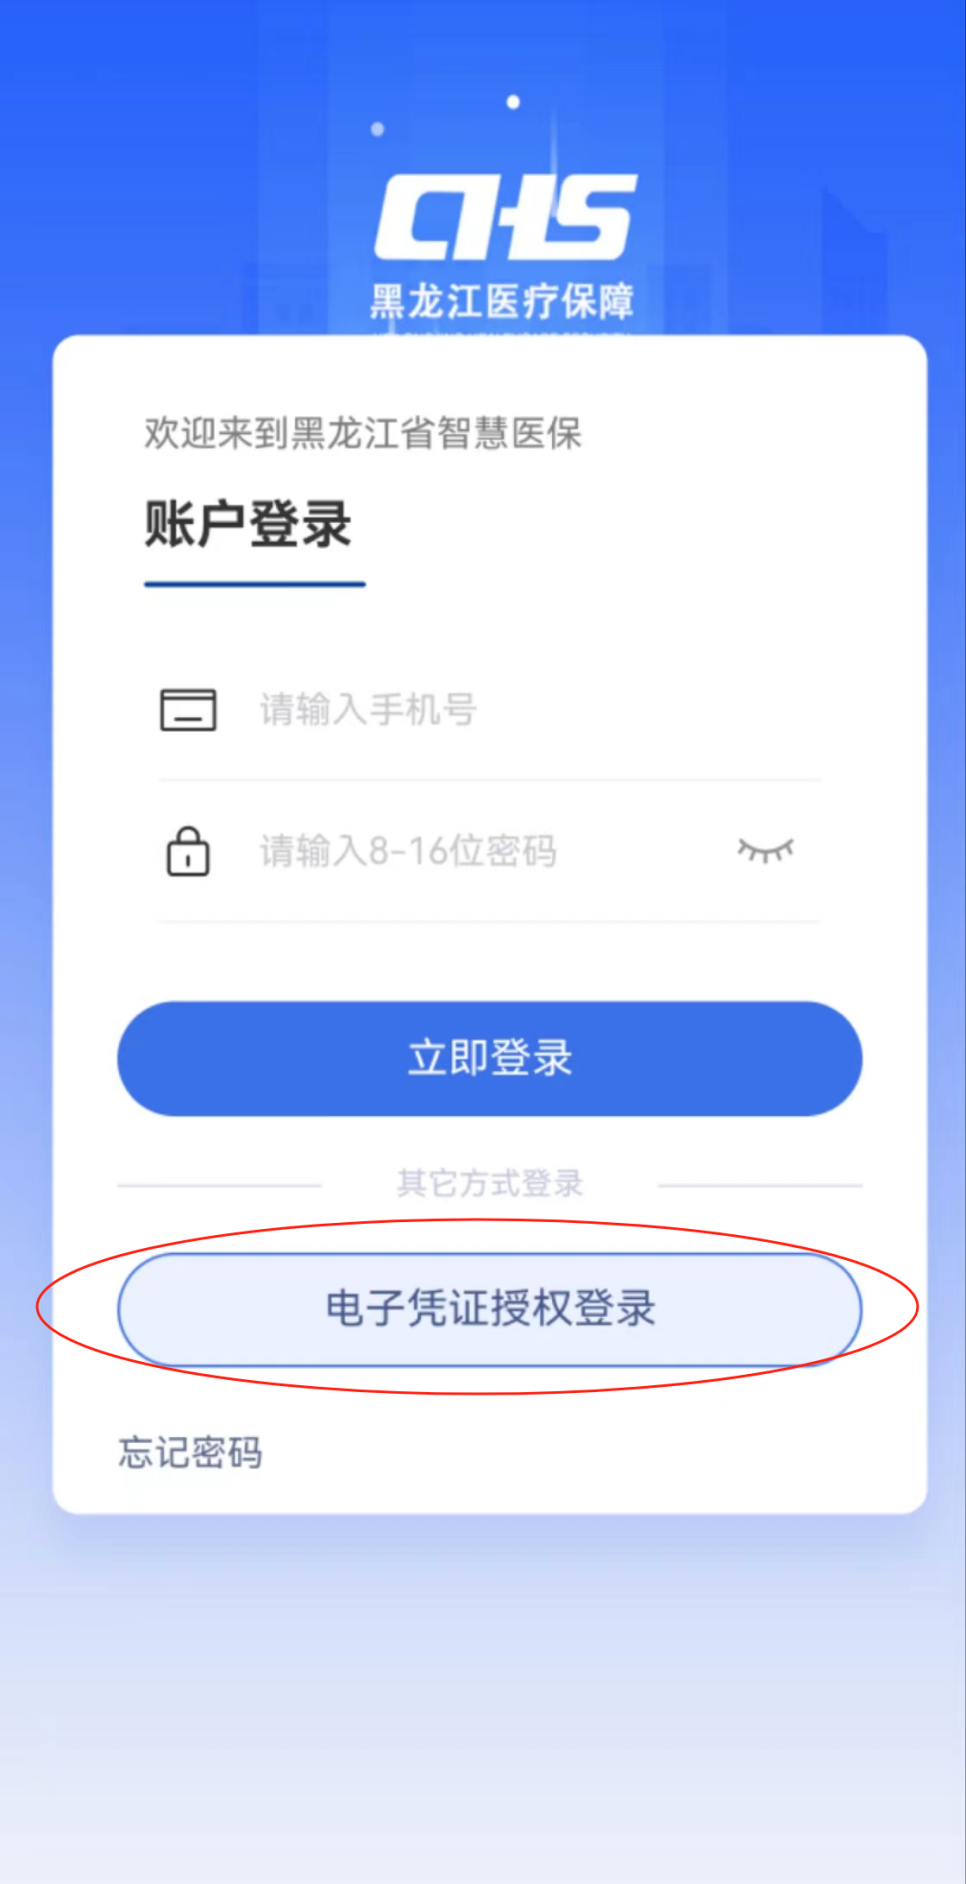 CHS
黑龙江医疗保障
欢迎来到黑龙江省智慧医保
账户登录
请输入手机号
请输入8-16位密码
立即登录
其它方式登录
电子凭证授权登录
忘记密码